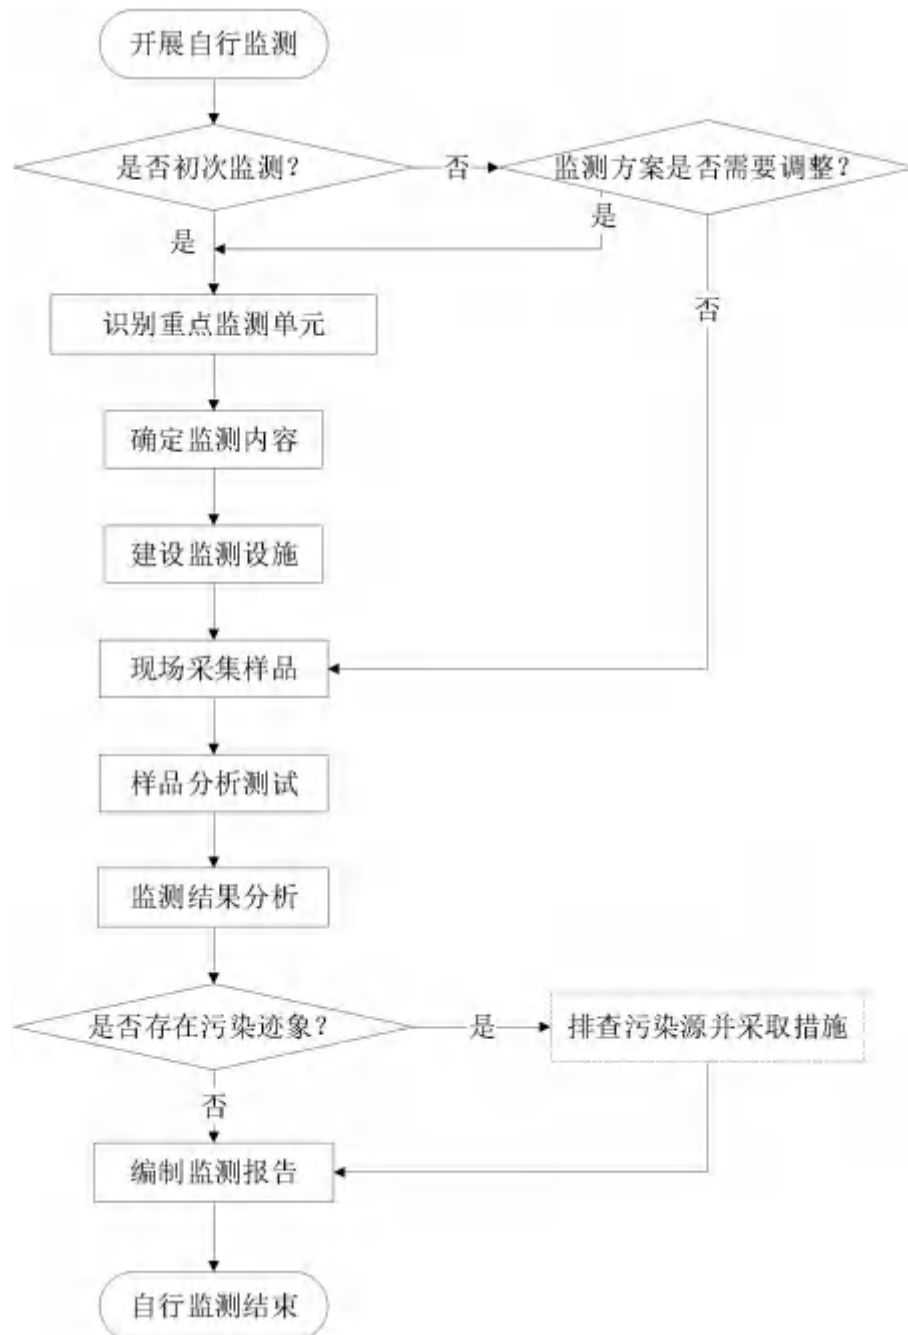 开展自行监测
是否初次监测？
否
监测方案是否需要调整？
是
是
识别重点监测单元
否
确定监测内容
建设监测设施
现场采集样品
样品分析测试
监测结果分析
是否存在污染迹象？
是
排查污染源并采取措施
否
编制监测报告
自行监测结束